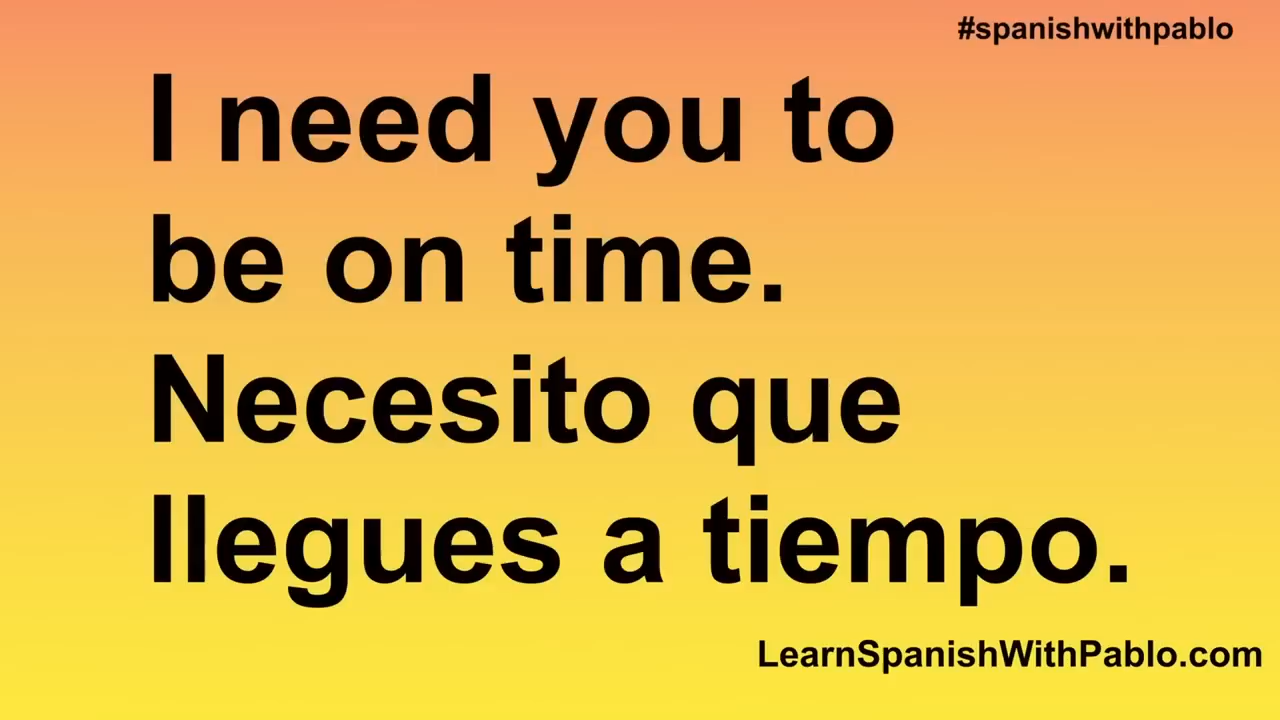 #spanishwithpablo
I need you to
be on time.
Necesito que
llegues a tiempo.
LearnSpanishWithPablo.com